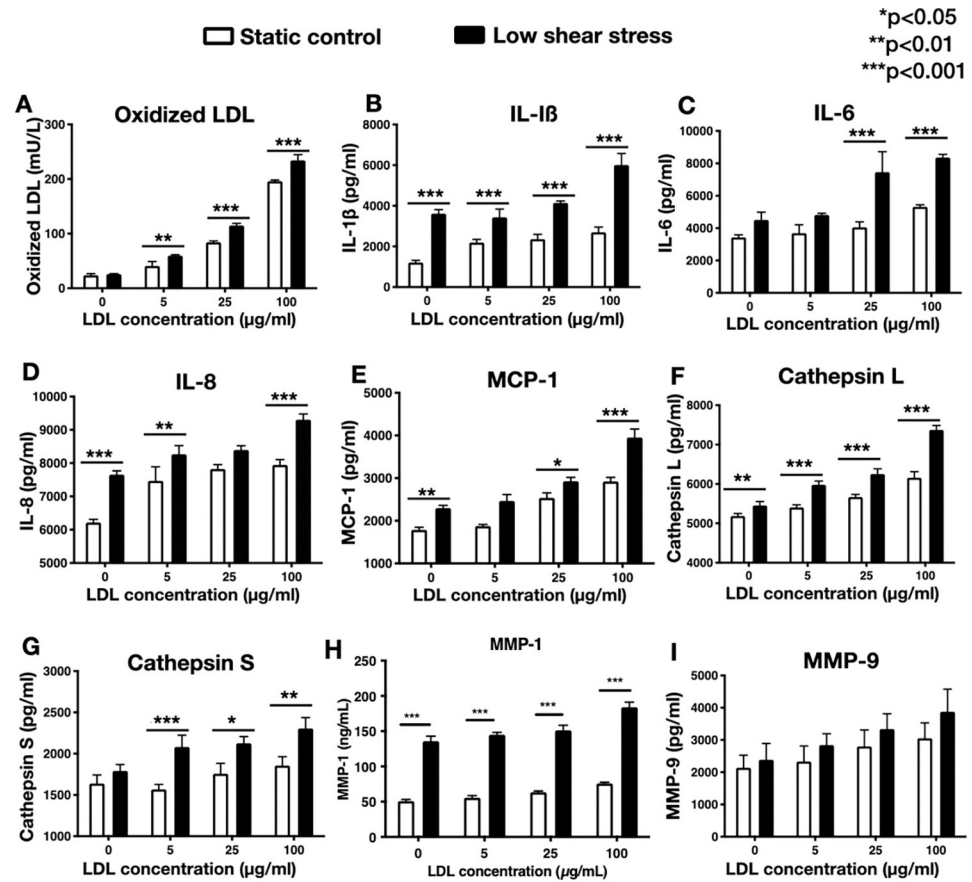 *p<0.05
Static control Low shear stress
**p<0.01
***p<0.001
A
Oxidized LDL
Oxidized LDL (mU/L)
300
200
100
0
** *** ***
0 5 25 100
LDL concentration (µg/ml)
B
IL-Iß
IL-1β (pg/ml)
8000
6000
4000
2000
0
*** *** *** ***
0 5 25 100
LDL concentration (µg/ml)
C
IL-6
IL-6 (pg/ml)
10000
8000
6000
4000
2000
0
*** ***
0 5 25 100
LDL concentration (µg/ml)
D
IL-8
IL-8 (pg/ml)
10000
9000
8000
7000
6000
5000
*** ** ***
0 5 25 100
LDL concentration (µg/ml)
E
MCP-1
MCP-1 (pg/ml)
5000
4000
3000
2000
1000
** * ***
0 5 25 100
LDL concentration (µg/ml)
F
Cathepsin L
Cathepsin L (pg/ml)
8000
7000
6000
5000
4000
** *** *** ***
0 5 25 100
LDL concentration (µg/ml)
G
Cathepsin S
Cathepsin S (pg/ml)
3000
2500
2000
1500
1000
*** * **
0 5 25 100
LDL concentration (µg/ml)
H
MMP-1
MMP-1 (ng/mL)
250
200
150
100
50
0
*** *** *** ***
0 5 25 100
LDL concentration (µg/mL)
I
MMP-9
MMP-9 (pg/ml)
5000
4000
3000
2000
1000
0
0 5 25 100
LDL concentration (µg/ml)